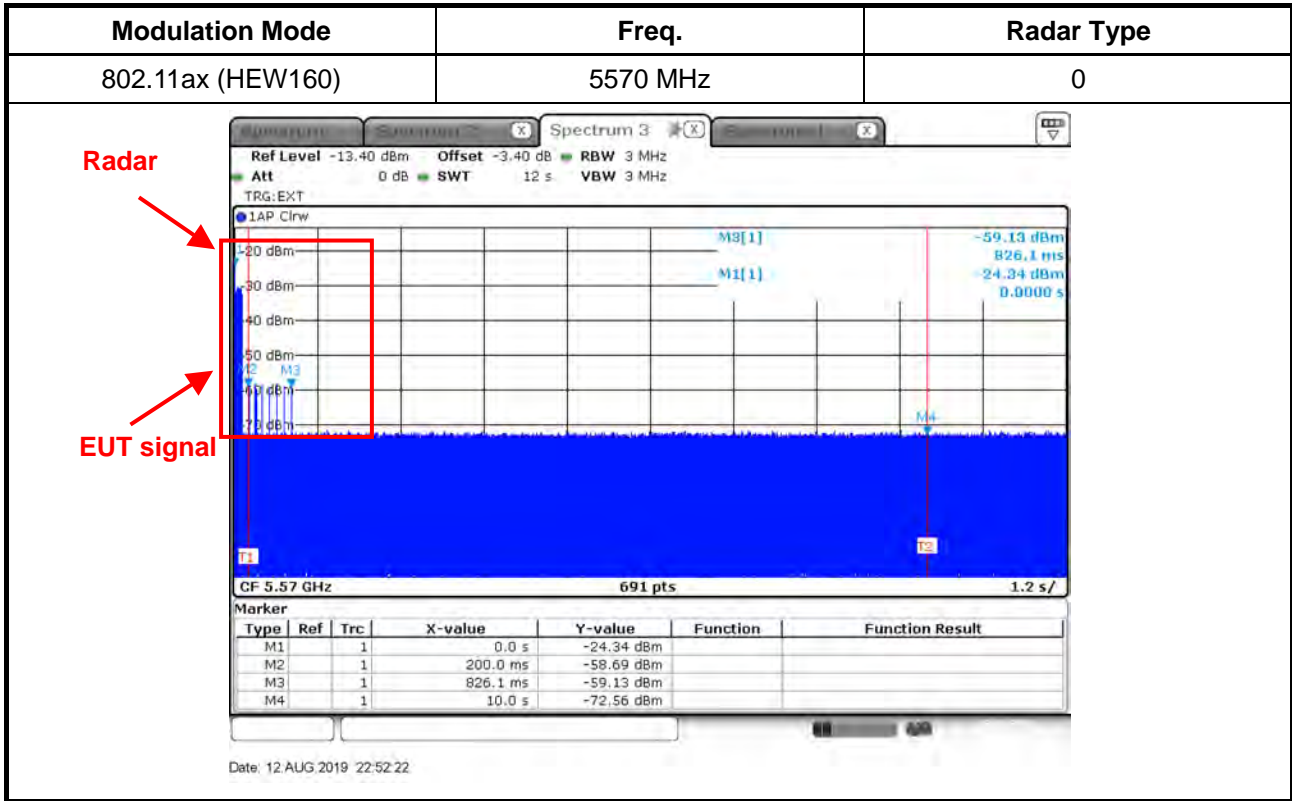 Modulation Mode Freq. Radar Type
802.11ax (HEW160) 5570 MHz 0
Spectrum 3
Radar
Ref Level -13.40 dBm Offset -3.40 dB RBW 3 MHz
Att 0 dB SWT 12 s VBW 3 MHz
TRG:EXT
1AP Clrw
M3[1] -59.13 dBm
826.1 ms
M1[1] -24.34 dBm
0.0000 s
-20 dBm
-30 dBm
-40 dBm
-50 dBm
M2 M3
-60 dBm
M4
-70 dBm
EUT signal
T1 T2
CF 5.57 GHz 691 pts 1.2 s/
Marker
Type Ref Trc X-value Y-value Function Function Result
M1 1 0.0 s -24.34 dBm
M2 1 200.0 ms -58.69 dBm
M3 1 826.1 ms -59.13 dBm
M4 1 10.0 s -72.56 dBm
Date: 12.AUG.2019 22:52:22